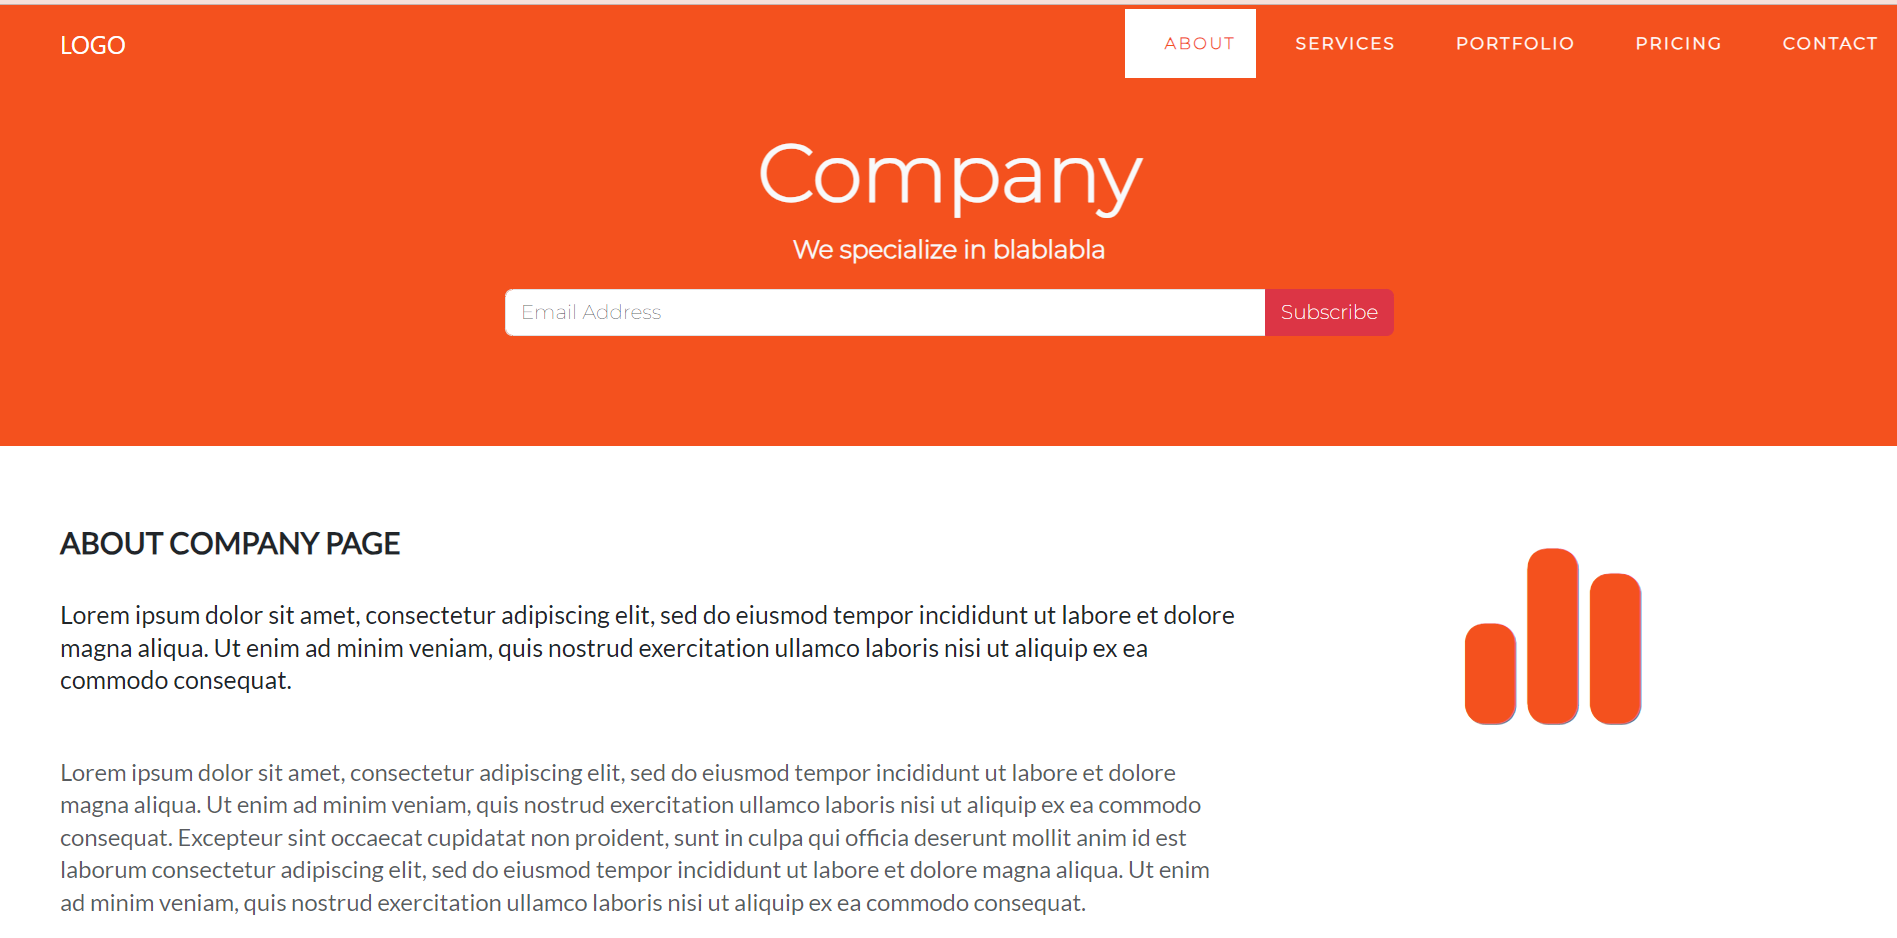 LOGO
ABOUT SERVICES PORTFOLIO PRICING CONTACT
Company
We specialize in blablabla
Email Address Subscribe
ABOUT COMPANY PAGE
Lorem ipsum dolor sit amet, consectetur adipiscing elit, sed do eiusmod tempor incididunt ut labore et dolore
magna aliqua. Ut enim ad minim veniam, quis nostrud exercitation ullamco laboris nisi ut aliquip ex ea
commodo consequat.
Lorem ipsum dolor sit amet, consectetur adipiscing elit, sed do eiusmod tempor incididunt ut labore et dolore
magna aliqua. Ut enim ad minim veniam, quis nostrud exercitation ullamco laboris nisi ut aliquip ex ea commodo
consequat. Excepteur sint occaecat cupidatat non proident, sunt in culpa qui officia deserunt mollit anim id est
laborum consectetur adipiscing elit, sed do eiusmod tempor incididunt ut labore et dolore magna aliqua. Ut enim
ad minim veniam, quis nostrud exercitation ullamco laboris nisi ut aliquip ex ea commodo consequat.